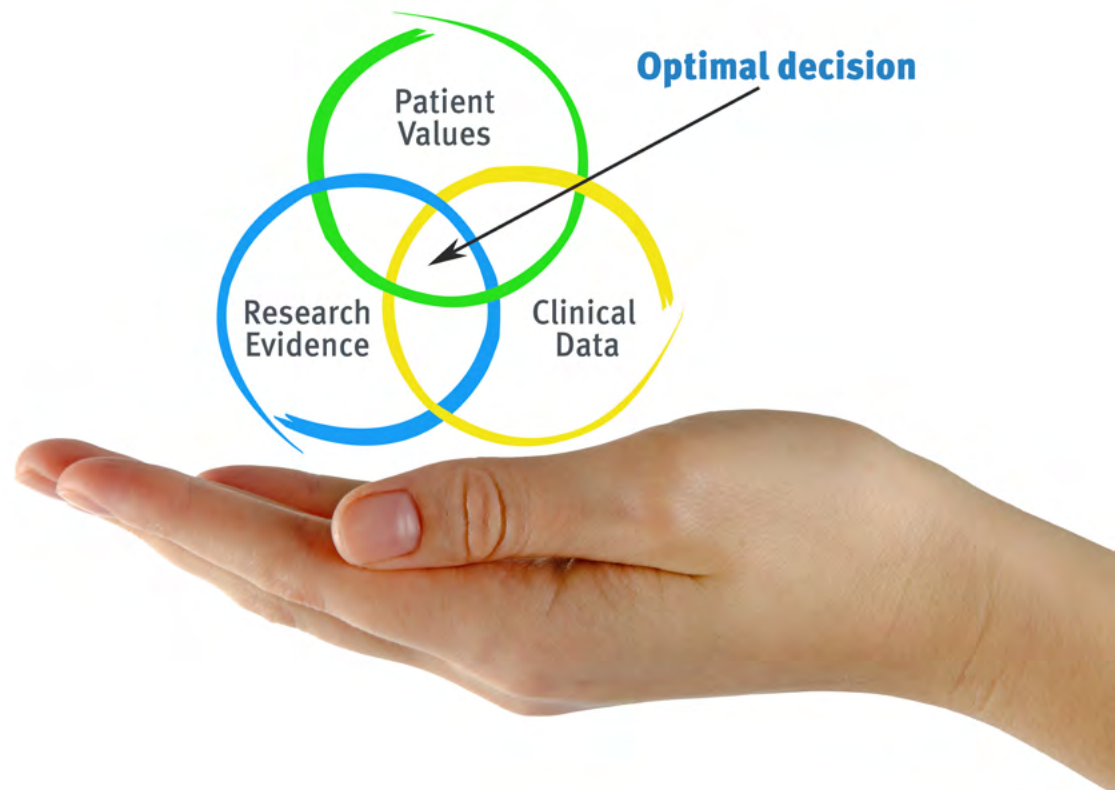 Optimal decision
Patient
Values
Research
Evidence
Clinical
Data